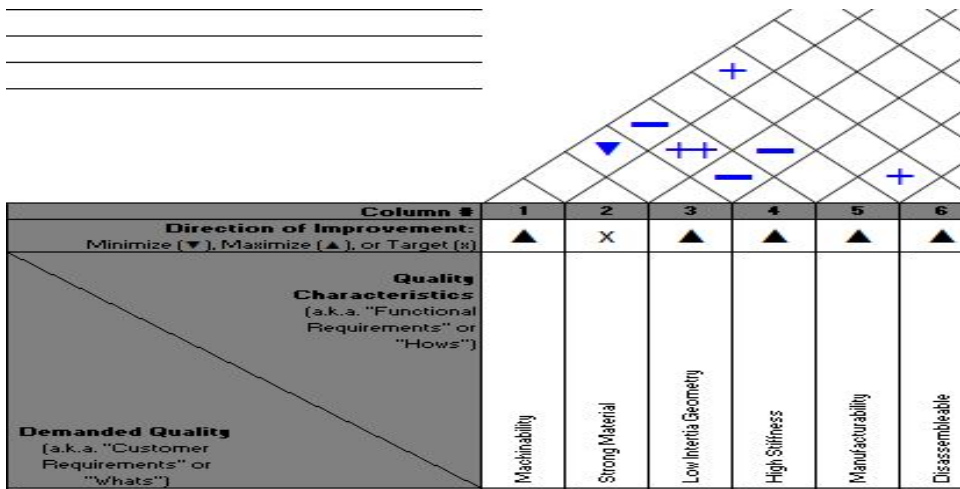 +
— 
▼ ++ —
— +
Column # 1 2 3 4 5 6
Direction of Improvement:
Minimize (▼), Maximize (▲), or Target (x) ▲ x ▲ ▲ ▲ ▲
Quality
Characteristics
(a.k.a. "Functional
Requirements" or
"Hows")
Demanded Quality
(a.k.a. "Customer
Requirements" or
"Whats")
Machinability
Strong Material
Low Inertia Geometry
High Stiffness
Manufacturability
Disassembleable